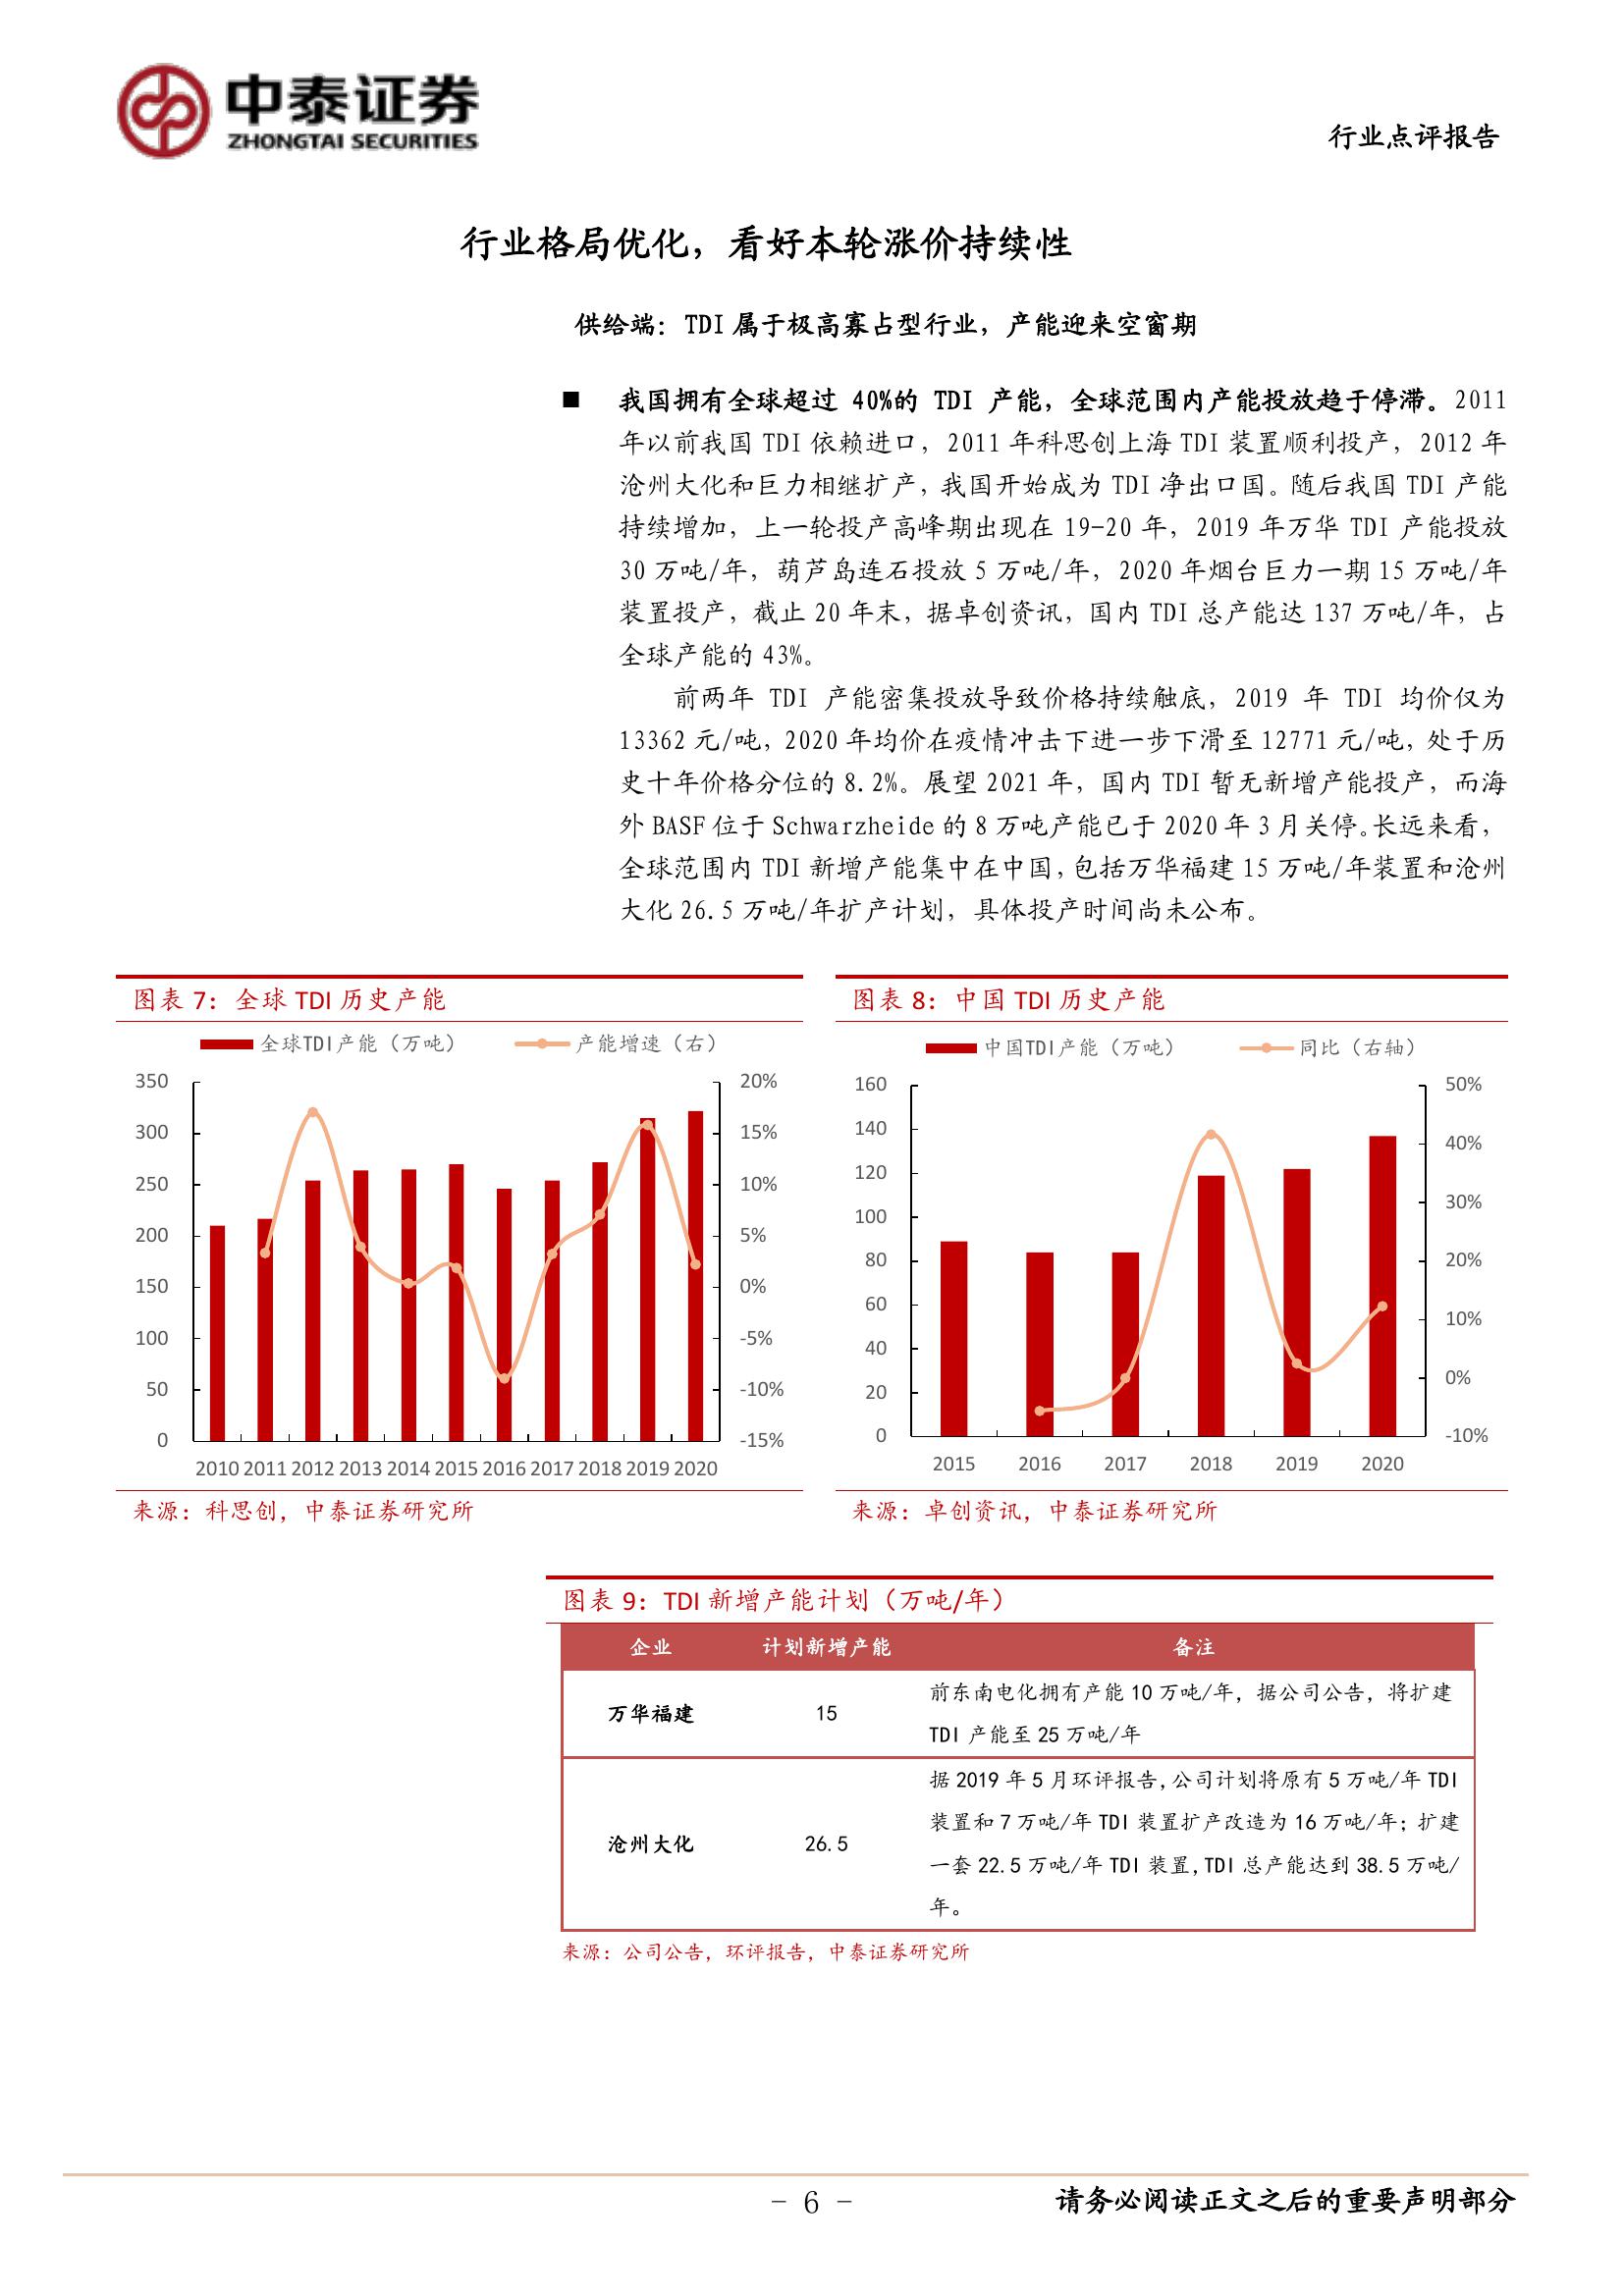 中泰证券
ZHONGTAI SECURITIES
行业点评报告
行业格局优化，看好本轮涨价持续性
供给端：TDI 属于极高寡占型行业，产能迎来空窗期
■ 我国拥有全球超过 40%的 TDI 产能，全球范围内产能投放趋于停滞。2011
年以前我国 TDI 依赖进口，2011 年科思创上海 TDI 装置顺利投产，2012 年
沧州大化和巨力相继扩产，我国开始成为 TDI 净出口国。随后我国 TDI 产能
持续增加，上一轮投产高峰期出现在 19-20 年，2019 年万华 TDI 产能投放
30 万吨/年，葫芦岛连石投放 5 万吨/年，2020 年烟台巨力一期 15 万吨/年
装置投产，截止 20 年末，据卓创资讯，国内 TDI 总产能达 137 万吨/年，占
全球产能的 43%。
前两年 TDI 产能密集投放导致价格持续触底，2019 年 TDI 均价仅为
13362 元/吨，2020 年均价在疫情冲击下进一步下滑至 12771 元/吨，处于历
史十年价格分位的 8.2%。展望 2021 年，国内 TDI 暂无新增产能投产，而海
外 BASF 位于 Schwarzheide 的 8 万吨产能已于 2020 年 3 月关停。长远来看，
全球范围内 TDI 新增产能集中在中国，包括万华福建 15 万吨/年装置和沧州
大化 26.5 万吨/年扩产计划，具体投产时间尚未公布。
图表 7：全球 TDI 历史产能
全球TDI产能（万吨） 产能增速（右）
350 20%
300 15%
250 10%
200 5%
150 0%
100 -5%
50 -10%
0 -15%
2010 2011 2012 2013 2014 2015 2016 2017 2018 2019 2020
来源：科思创，中泰证券研究所
图表 8：中国 TDI 历史产能
中国TDI产能（万吨） 同比（右轴）
160 50%
140 40%
120 30%
100 20%
80 10%
60 0%
40 -10%
20
0
2015 2016 2017 2018 2019 2020
来源：卓创资讯，中泰证券研究所
图表 9：TDI 新增产能计划（万吨/年）
企业 计划新增产能 备注
万华福建 15 前东南电化拥有产能 10 万吨/年，据公司公告，将扩建
TDI 产能至 25 万吨/年
沧州大化 26.5 据 2019 年 5 月环评报告，公司计划将原有 5 万吨/年 TDI
装置和 7 万吨/年 TDI 装置扩产改造为 16 万吨/年；扩建
一套 22.5 万吨/年 TDI 装置，TDI 总产能达到 38.5 万吨/
年。
来源：公司公告，环评报告，中泰证券研究所
- 6 -
请务必阅读正文之后的重要声明部分